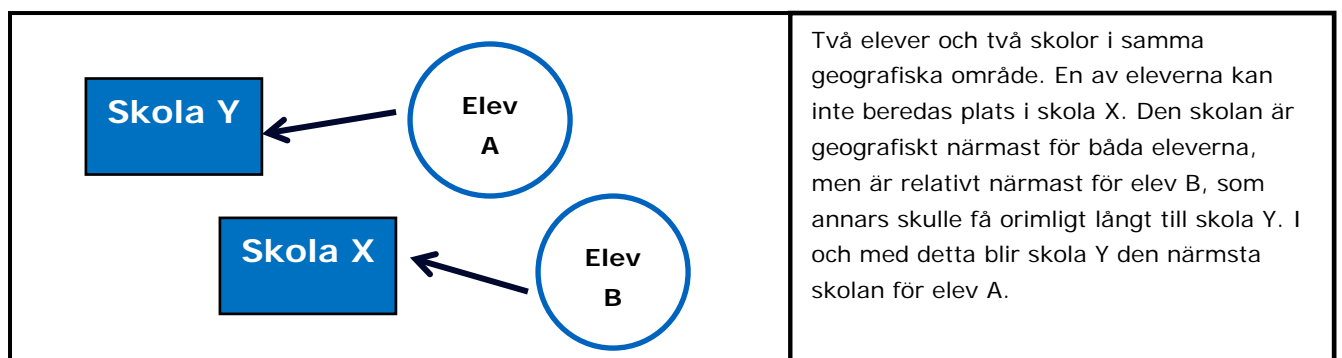 Skola Y
Elev
A
Skola X
Elev
B
Två elever och två skolor i samma
geografiska område. En av eleverna kan
inte beredas plats i skola X. Den skolan är
geografiskt närmast för båda eleverna,
men är relativt närmast för elev B, som
annars skulle få orimligt långt till skola Y. I
och med detta blir skola Y den närmsta
skolan för elev A.